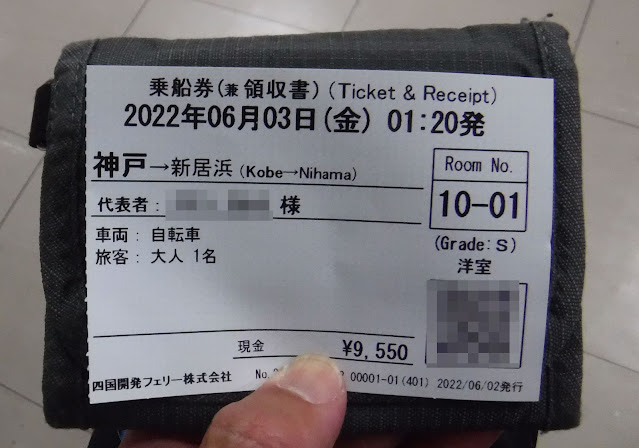 乗船券(兼 領収書) (Ticket & Receipt)
2022年06月03日(金) 01:20発
神戸→新居浜 (Kobe→Nihama)
Room No.
10-01
(Grade: S)
洋室
代表者: 様
車両: 自転車
旅客: 大人 1名
現金 ¥9,550
四国開発フェリー株式会社 No. 00001-01(401) 2022/06/02発行